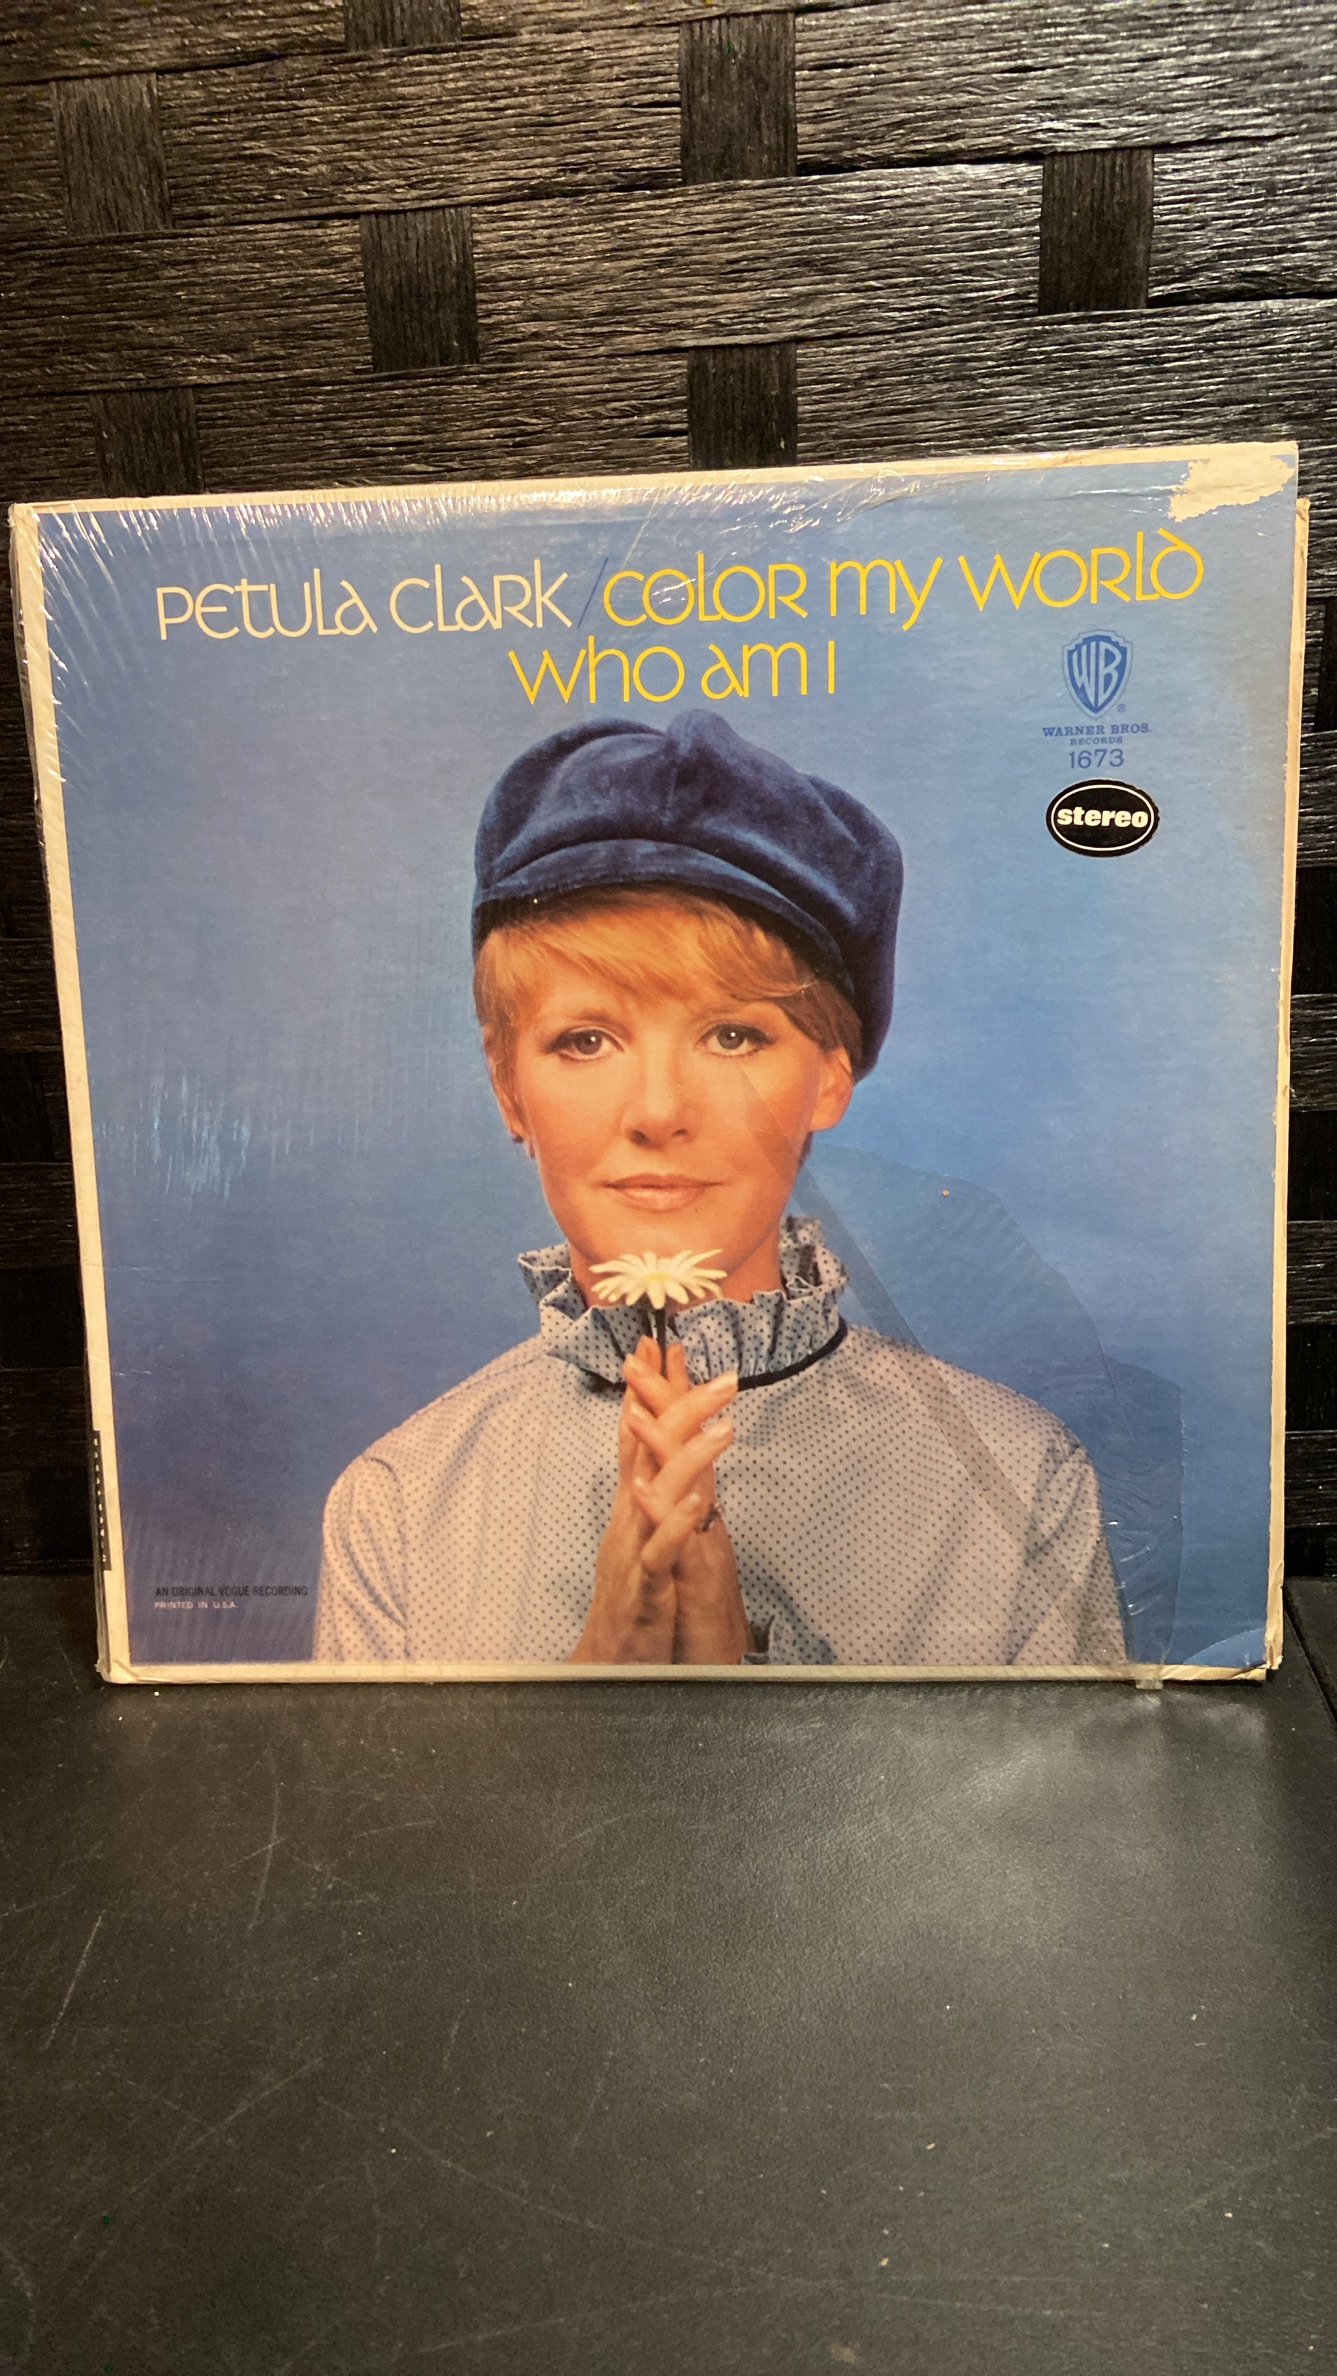 PETULA CLARK / COLOR MY WORLD
WHO AM I
WB
®
WARNER BROS.
RECORDS
1673
stereo
AN ORIGINAL VOGUE RECORDING
PRINTED IN U.S.A.